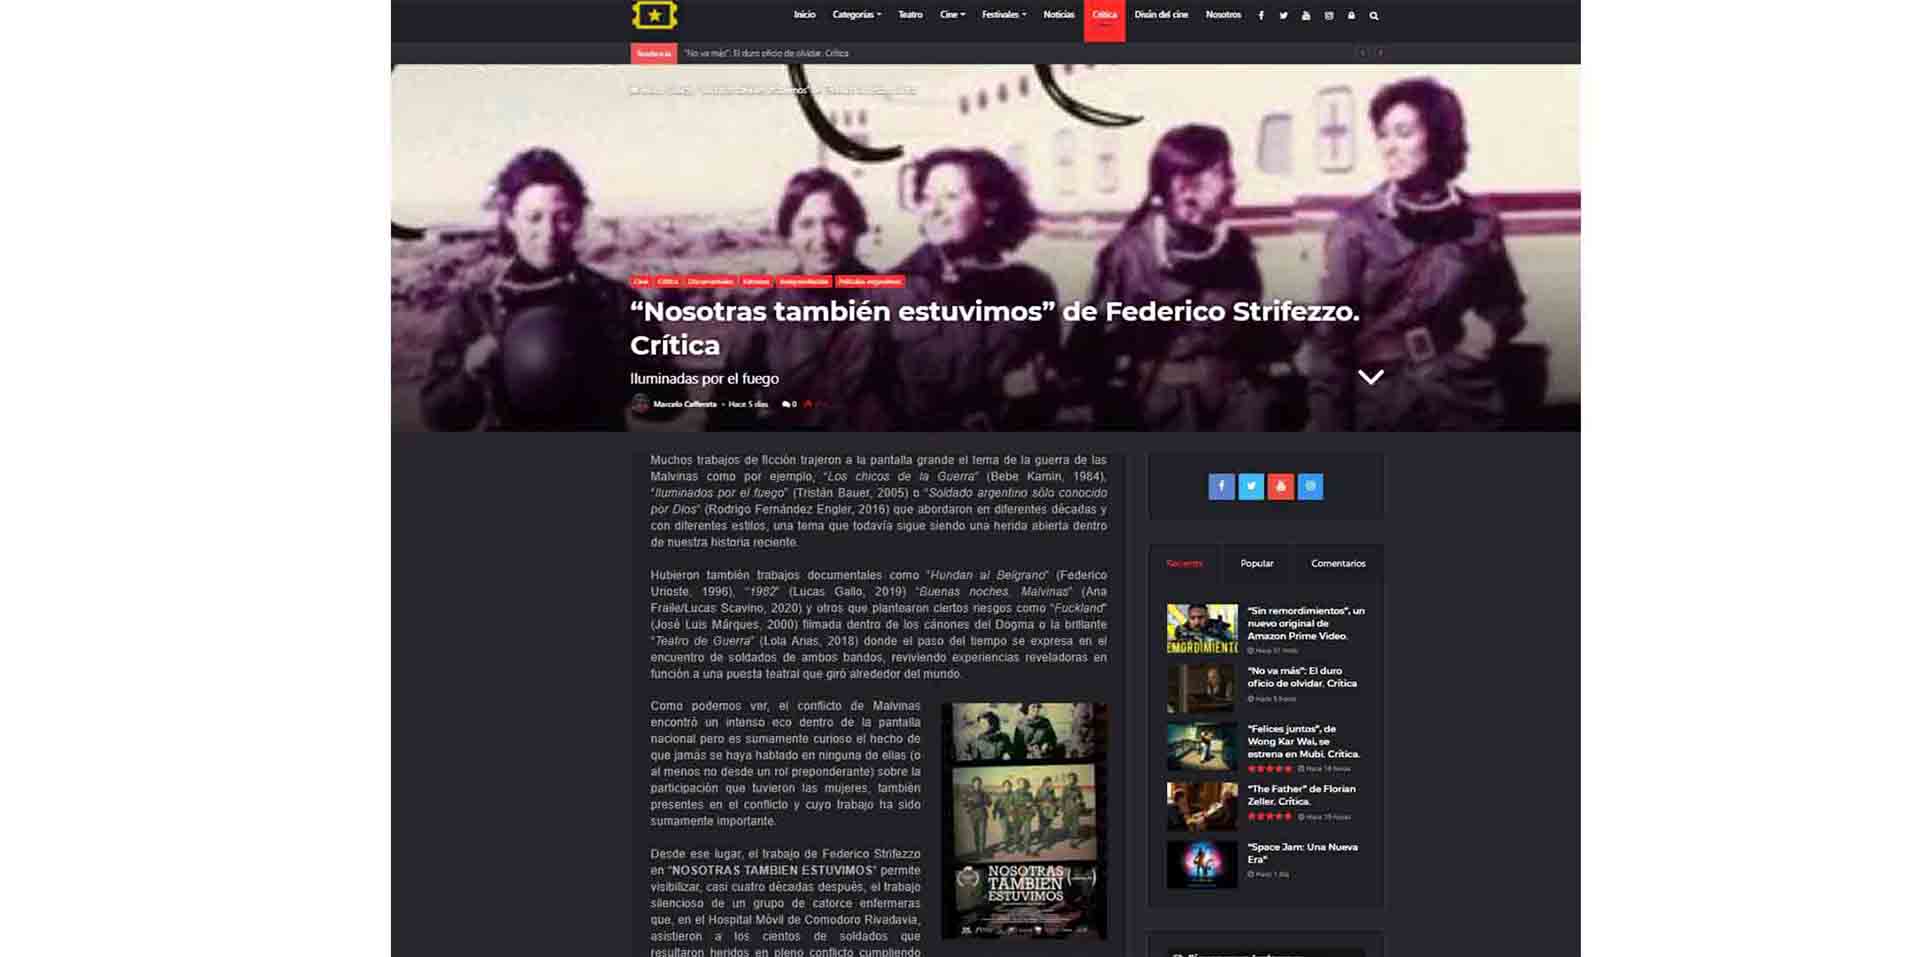 Inicio Categorías Teatro Cine Festivales Noticias Crítica Diván del cine Nosotros
Tendencia "No va más": El duro oficio de olvidar. Crítica
Cine Crítica Documentales Estrenos Películas argentinas
“Nosotras también estuvimos” de Federico Strifezzo.
Crítica
Iluminadas por el fuego
Marcelo Cafferata • Hace 5 días 0
Muchos trabajos de ficción trajeron a la pantalla grande el tema de la guerra de las
Malvinas como por ejemplo, “Los chicos de la Guerra” (Bebe Kamin, 1984),
“Iluminados por el fuego” (Tristán Bauer, 2005) o “Soldado argentino sólo conocido
por Dios” (Rodrigo Fernández Engler, 2016) que abordaron en diferentes décadas y
con diferentes estilos, una tema que todavía sigue siendo una herida abierta dentro
de nuestra historia reciente.
Hubieron también trabajos documentales como “Hundan al Belgrano” (Federico
Urioste, 1996), “1982” (Lucas Gallo, 2019) “Buenas noches, Malvinas” (Ana
Fraile/Lucas Scavino, 2020) y otros que plantearon ciertos riesgos como “Fuckland”
(José Luis Márques, 2000) filmada dentro de los cánones del Dogma o la brillante
“Teatro de Guerra” (Lola Arias, 2018) donde el paso del tiempo se expresa en el
encuentro de soldados de ambos bandos, reviviendo experiencias reveladoras en
función a una puesta teatral que giró alrededor del mundo.
Como podemos ver, el conflicto de Malvinas
encontró un intenso eco dentro de la pantalla
nacional pero es sumamente curioso el hecho de
que jamás se haya hablado en ninguna de ellas (o
al menos no desde un rol preponderante) sobre la
participación que tuvieron las mujeres, también
presentes en el conflicto y cuyo trabajo ha sido
sumamente importante.
Desde ese lugar, el trabajo de Federico Strifezzo
en “NOSOTRAS TAMBIEN ESTUVIMOS” permite
visibilizar, casi cuatro décadas después, el trabajo
silencioso de un grupo de catorce enfermeras
que, en el Hospital Móvil de Comodoro Rivadavia,
asistieron a los cientos de soldados que
resultaron heridos en pleno conflicto cumpliendo
NOSOTRAS
TAMBIÉN
ESTUVIMOS
Reciente Popular Comentarios
EMORDIMIENTO
“Sin remordimientos”, un
nuevo original de
Amazon Prime Video.
“No va más”: El duro
oficio de olvidar. Crítica
Hace 5 horas
“Felices juntos”, de
Wong Kar Wai, se
estrena en Mubi. Crítica.
“The Father” de Florian
Zeller. Crítica.
“Space Jam: Una Nueva
Era”
Hace 1 día